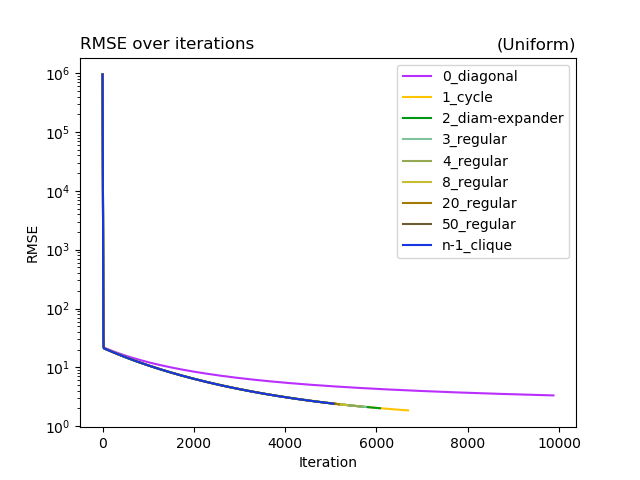 RMSE over iterations (Uniform)
10^6
10^5
10^4
10^3
10^2
10^1
10^0
RMSE
0_diagonal
1_cycle
2_diam-expander
3_regular
4_regular
8_regular
20_regular
50_regular
n-1_clique
0 2000 4000 6000 8000 10000
Iteration